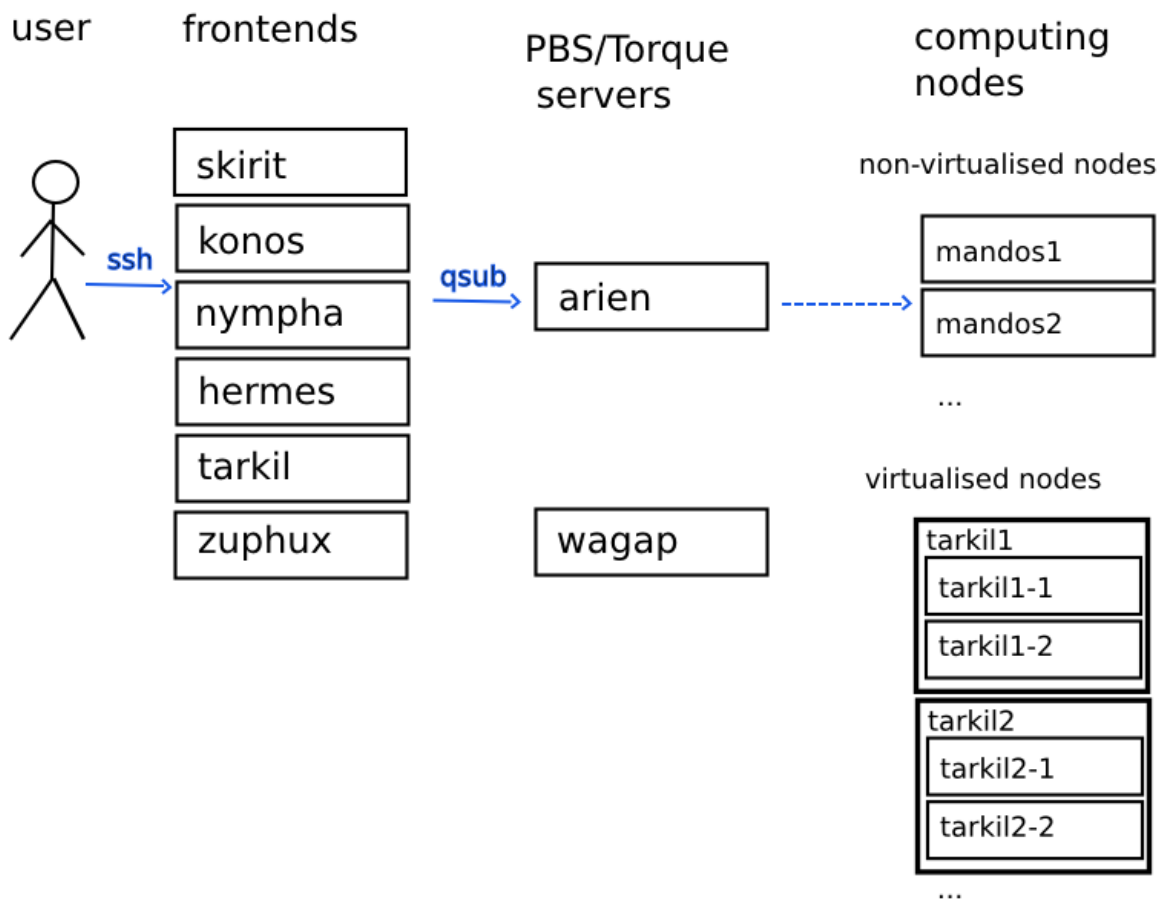 user
frontends
PBS/Torque
servers
computing
nodes
skirit
konos
nympha
hermes
tarkil
zuphux
ssh
qsub
arien
wagap
non-virtualised nodes
mandos1
mandos2
...
virtualised nodes
tarkil1
tarkil1-1
tarkil1-2
tarkil2
tarkil2-1
tarkil2-2
...